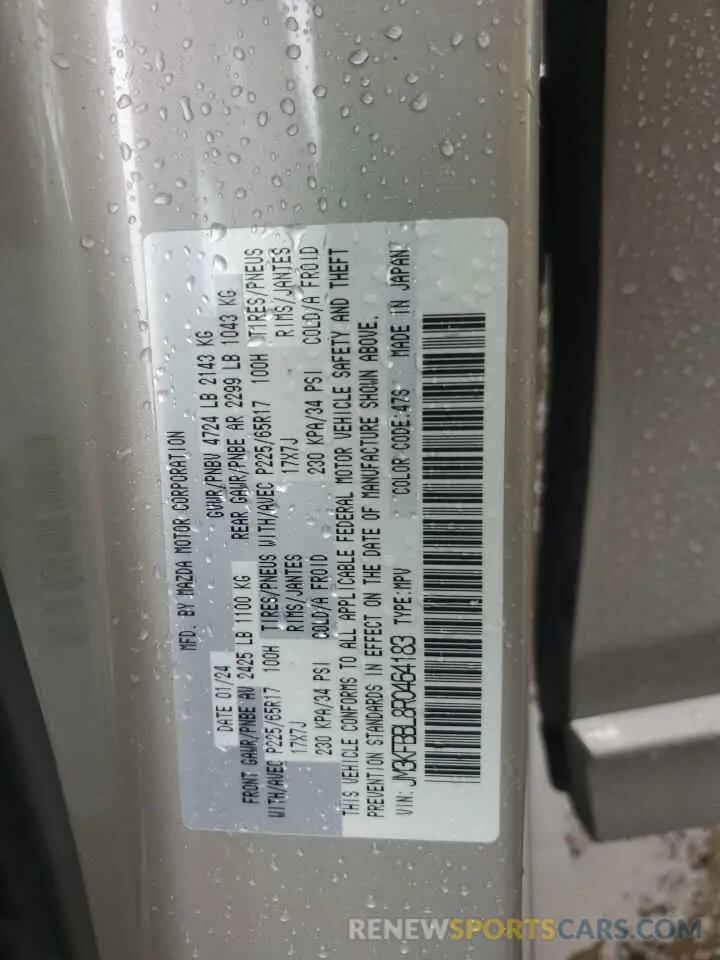 MFD. BY MAZDA MOTOR CORPORATION
DATE 01/24 GVWR/PNBV 4724 LB 2143 KG
FRONT GAWR/PNBE AV 2425 LB 1100 KG REAR GAWR/PNBE AR 2299 LB 1043 KG
WITH/AVEC P225/65R17 100H TIRES/PNEUS WITH/AVEC P225/65R17 100H TIRES/PNEUS
17X7J RIMS/JANTES 17X7J RIMS/JANTES
230 KPA/34 PSI COLD/A FROID 230 KPA/34 PSI COLD/A FROID
THIS VEHICLE CONFORMS TO ALL APPLICABLE FEDERAL MOTOR VEHICLE SAFETY AND THEFT
PREVENTION STANDARDS IN EFFECT ON THE DATE OF MANUFACTURE SHOWN ABOVE.
VIN: JM3KFBBL8R0464183 TYPE:MPV COLOR CODE:47S MADE IN JAPAN
RENEWSPORTSCARS.COM